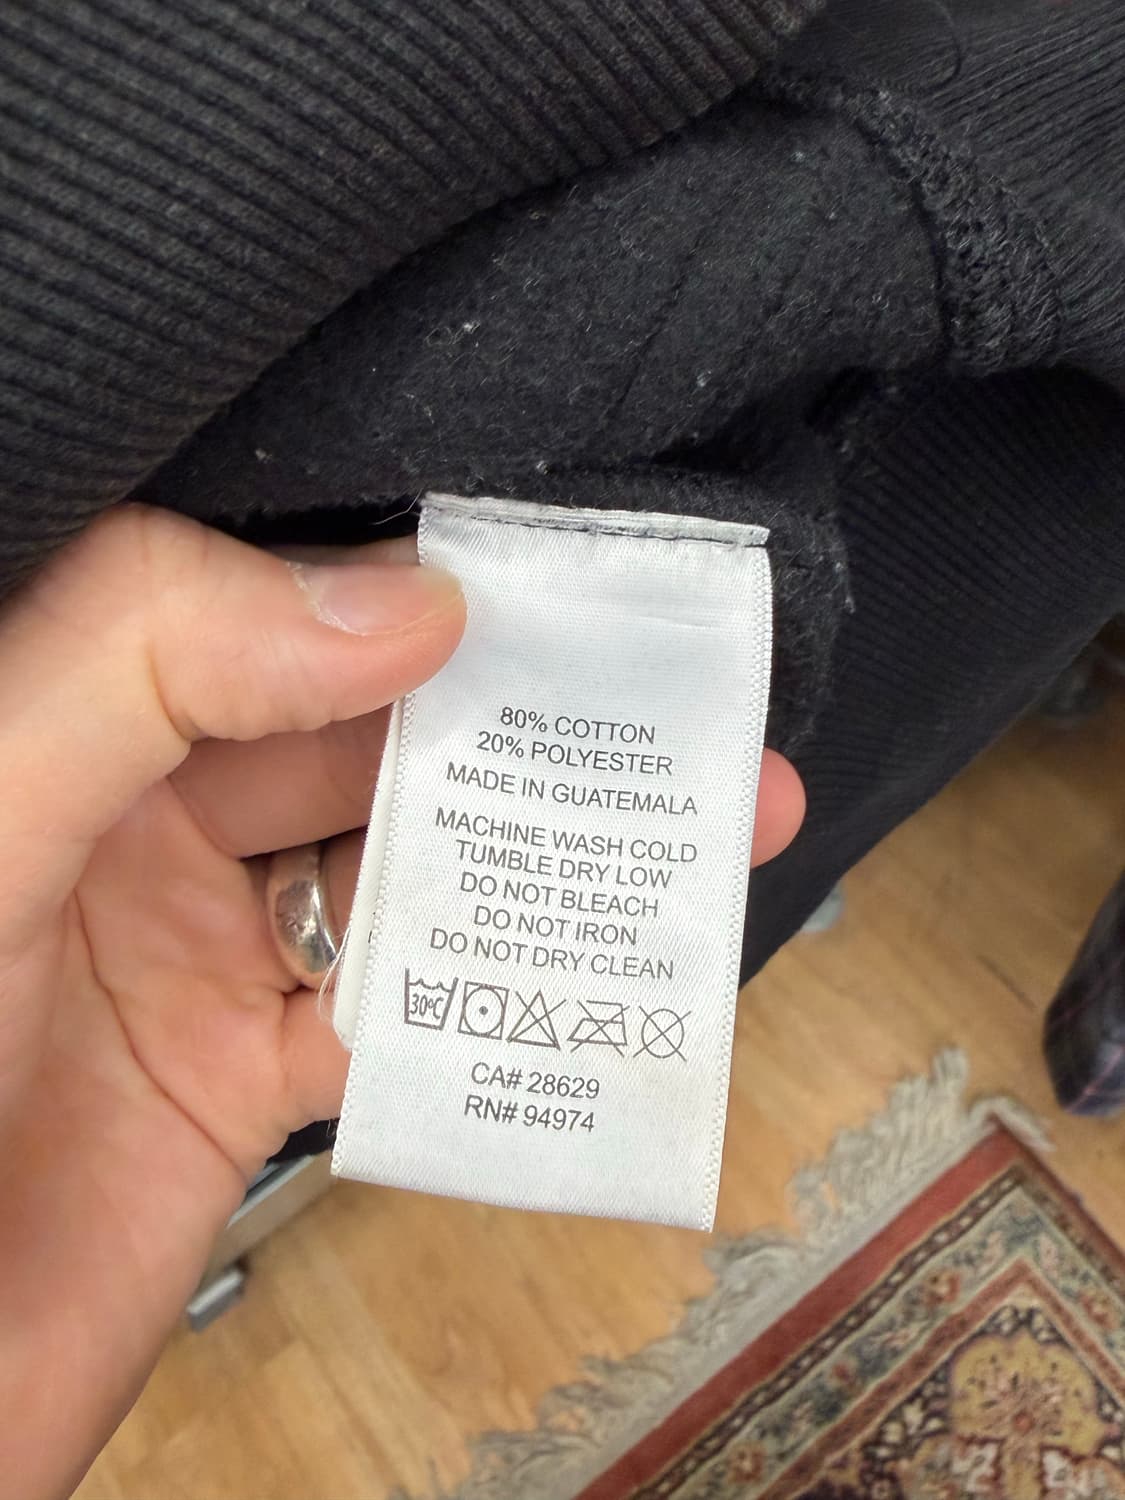 80% COTTON
20% POLYESTER
MADE IN GUATEMALA
MACHINE WASH COLD
TUMBLE DRY LOW
DO NOT BLEACH
DO NOT IRON
DO NOT DRY CLEAN
30°C
CA# 28629
RN# 94974